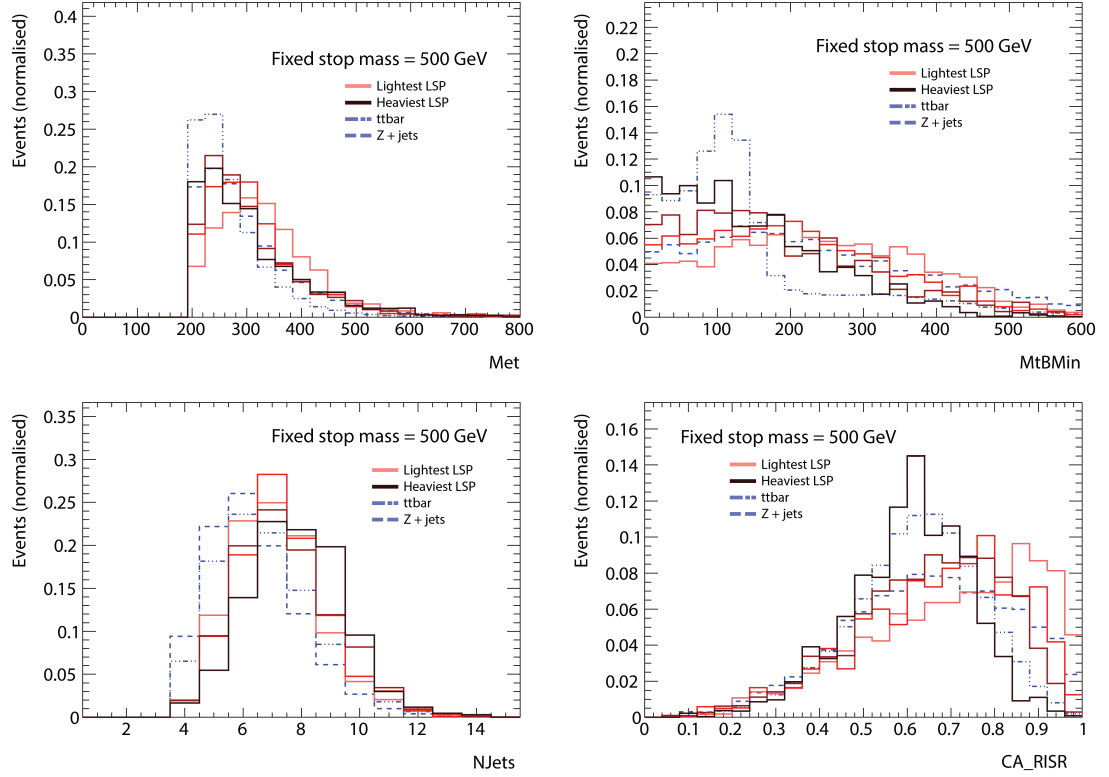 Events (normalised)
0.4
0.35
0.3
0.25
0.2
0.15
0.1
0.05
0
Fixed stop mass = 500 GeV
Lightest LSP
Heaviest LSP
ttbar
Z + jets
0 100 200 300 400 500 600 700 800
Met
Events (normalised)
0.22
0.2
0.18
0.16
0.14
0.12
0.1
0.08
0.06
0.04
0.02
0
Fixed stop mass = 500 GeV
Lightest LSP
Heaviest LSP
ttbar
Z + jets
0 100 200 300 400 500 600
MtBMin
Events (normalised)
0.35
0.3
0.25
0.2
0.15
0.1
0.05
0
Fixed stop mass = 500 GeV
Lightest LSP
Heaviest LSP
ttbar
Z + jets
2 4 6 8 10 12 14
NJets
Events (normalised)
0.16
0.14
0.12
0.1
0.08
0.06
0.04
0.02
0
Fixed stop mass = 500 GeV
Lightest LSP
Heaviest LSP
ttbar
Z + jets
0 0.1 0.2 0.3 0.4 0.5 0.6 0.7 0.8 0.9 1
CA_RISR